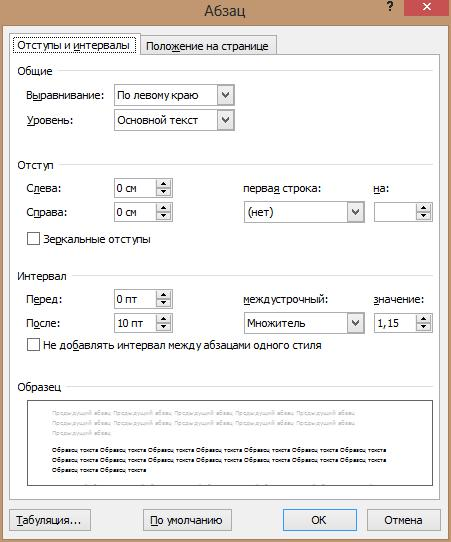 Абзац
?
Отступы и интервалы Положение на странице
Общие
Выравнивание: По левому краю
Уровень: Основной текст
Отступ
Слева: 0 см первая строка: на:
Справа: 0 см (нет)
Зеркальные отступы
Интервал
Перед: 0 пт междустрочный: значение:
После: 10 пт Множитель 1,15
Не добавлять интервал между абзацами одного стиля
Образец
Предыдущий абзац Предыдущий абзац Предыдущий абзац Предыдущий абзац Предыдущий абзац
Предыдущий абзац Предыдущий абзац Предыдущий абзац Предыдущий абзац Предыдущий абзац
Предыдущий абзац
Образец текста Образец текста Образец текста Образец текста Образец текста Образец текста Образец текста
Образец текста Образец текста Образец текста Образец текста Образец текста Образец текста Образец текста
Образец текста Образец текста
Табуляция... По умолчанию ОК Отмена